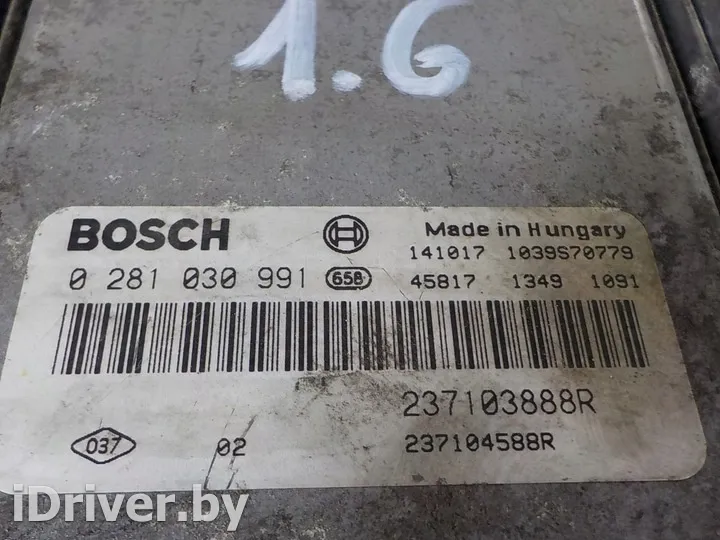 1.6
BOSCH Made in Hungary
141017 1039S70779
0 281 030 991 658 45817 1349 1091
237103888R
037 02 237104588R
iDriver.by